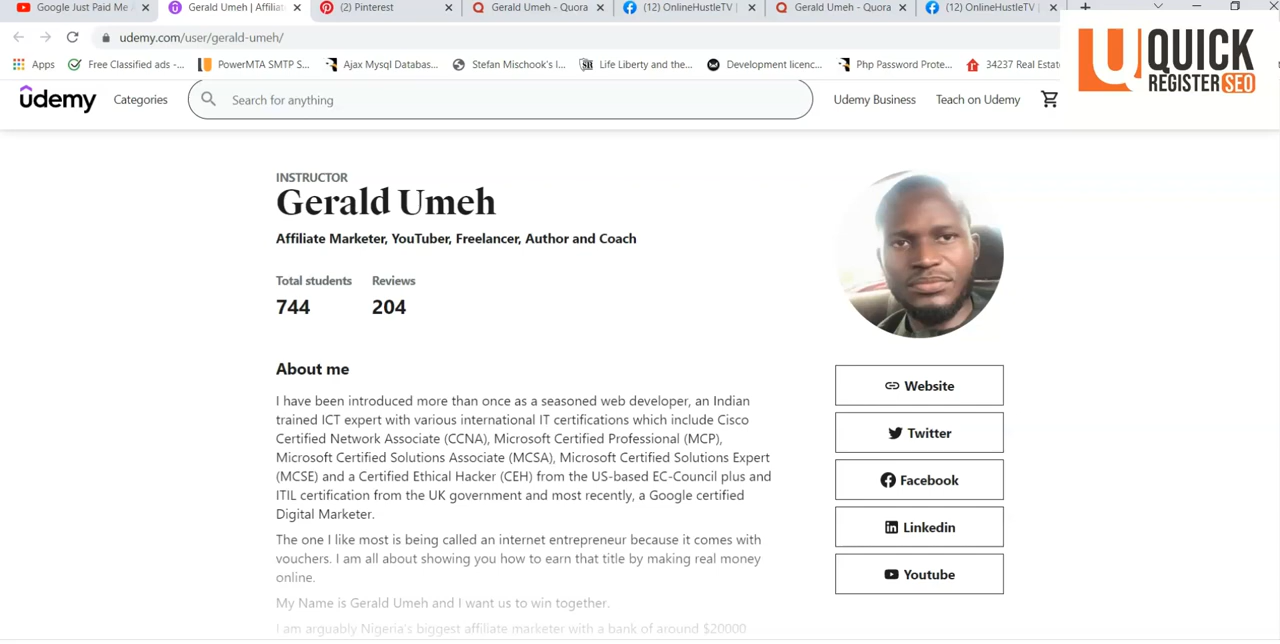 Google Just Paid Me
Gerald Umeh | Affilia
(2) Pinterest
Gerald Umeh - Quora
(12) OnlineHustleTV |
Gerald Umeh - Quora
(12) OnlineHustleTV |
udemy.com/user/gerald-umeh/
Apps
Free Classified ads -...
PowerMTA SMTP S...
Ajax Mysql Databas...
Stefan Mischook's I...
Life Liberty and the...
Development licenc...
Php Password Prote...
34237 Real Estat
QUICK
REGISTER SEO
ûdemy
Categories
Search for anything
Udemy Business
Teach on Udemy
INSTRUCTOR
Gerald Umeh
Affiliate Marketer, YouTuber, Freelancer, Author and Coach
Total students
Reviews
744
204
About me
I have been introduced more than once as a seasoned web developer, an Indian
trained ICT expert with various international IT certifications which include Cisco
Certified Network Associate (CCNA), Microsoft Certified Professional (MCP),
Microsoft Certified Solutions Associate (MCSA), Microsoft Certified Solutions Expert
(MCSE) and a Certified Ethical Hacker (CEH) from the US-based EC-Council plus and
ITIL certification from the UK government and most recently, a Google certified
Digital Marketer.
The one I like most is being called an internet entrepreneur because it comes with
vouchers. I am all about showing you how to earn that title by making real money
online.
My Name is Gerald Umeh and I want us to win together.
I am arguably Nigeria's biggest affiliate marketer with a bank of around $20000
Website
Twitter
Facebook
Linkedin
Youtube